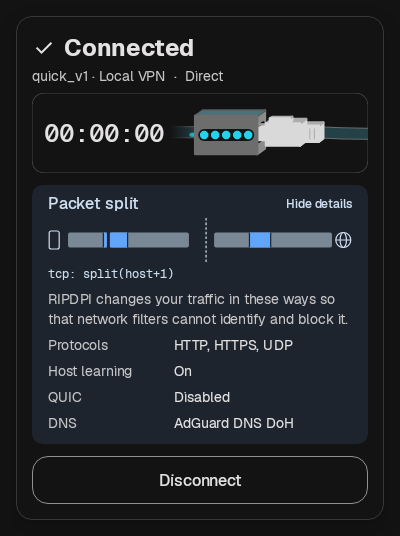 Connected
quick_v1 · Local VPN · Direct
00:00:00
Packet split
Hide details
tcp: split(host+1)
RIPDPI changes your traffic in these ways so
that network filters cannot identify and block it.
Protocols HTTP, HTTPS, UDP
Host learning On
QUIC Disabled
DNS AdGuard DNS DoH
Disconnect